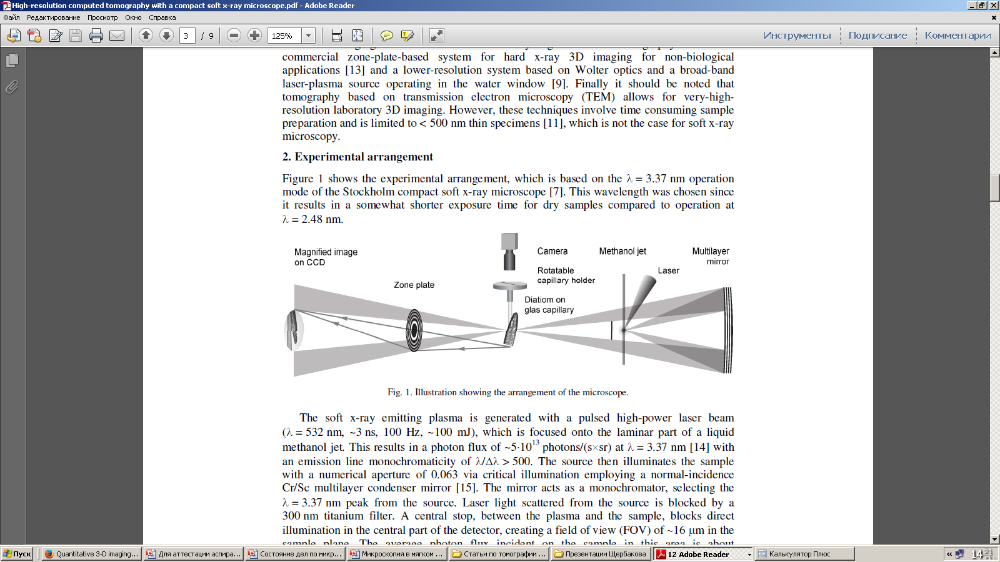 High-resolution computed tomography with a compact soft x-ray microscope.pdf - Adobe Reader
Файл Редактирование Просмотр Окно Справка
3 / 9 125% Инструменты Подписание Комментарии
commercial zone-plate-based system for hard x-ray 3D imaging for non-biological
applications [13] and a lower-resolution system based on Wolter optics and a broad-band
laser-plasma source operating in the water window [9]. Finally it should be noted that
tomography based on transmission electron microscopy (TEM) allows for very-high-
resolution laboratory 3D imaging. However, these techniques involve time consuming sample
preparation and is limited to < 500 nm thin specimens [11], which is not the case for soft x-ray
microscopy.
2. Experimental arrangement
Figure 1 shows the experimental arrangement, which is based on the λ = 3.37 nm operation
mode of the Stockholm compact soft x-ray microscope [7]. This wavelength was chosen since
it results in a somewhat shorter exposure time for dry samples compared to operation at
λ = 2.48 nm.
Magnified image
on CCD
Zone plate
Camera
Rotatable
capillary holder
Diatom on
glas capillary
Methanol jet
Laser
Multilayer
mirror
Fig. 1. Illustration showing the arrangement of the microscope.
The soft x-ray emitting plasma is generated with a pulsed high-power laser beam
(λ = 532 nm, ~3 ns, 100 Hz, ~100 mJ), which is focused onto the laminar part of a liquid
methanol jet. This results in a photon flux of ~5·10¹³ photons/(s×sr) at λ = 3.37 nm [14] with
an emission line monochromaticity of λ/Δλ > 500. The source then illuminates the sample
with a numerical aperture of 0.063 via critical illumination employing a normal-incidence
Cr/Sc multilayer condenser mirror [15]. The mirror acts as a monochromator, selecting the
λ = 3.37 nm peak from the source. Laser light scattered from the source is blocked by a
300 nm titanium filter. A central stop, between the plasma and the sample, blocks direct
illumination in the central part of the detector, creating a field of view (FOV) of ~16 μm in the
sample plane. The average photon flux incident on the sample in this area is about
Пуск Quantitative 3-D imaging... Для аттестации аспира... Состояние дел по микр... Микроскопия в мягком ... Статьи по томографии ... Презентации Щербакова 12 Adobe Reader Калькулятор Плюс « 14 21